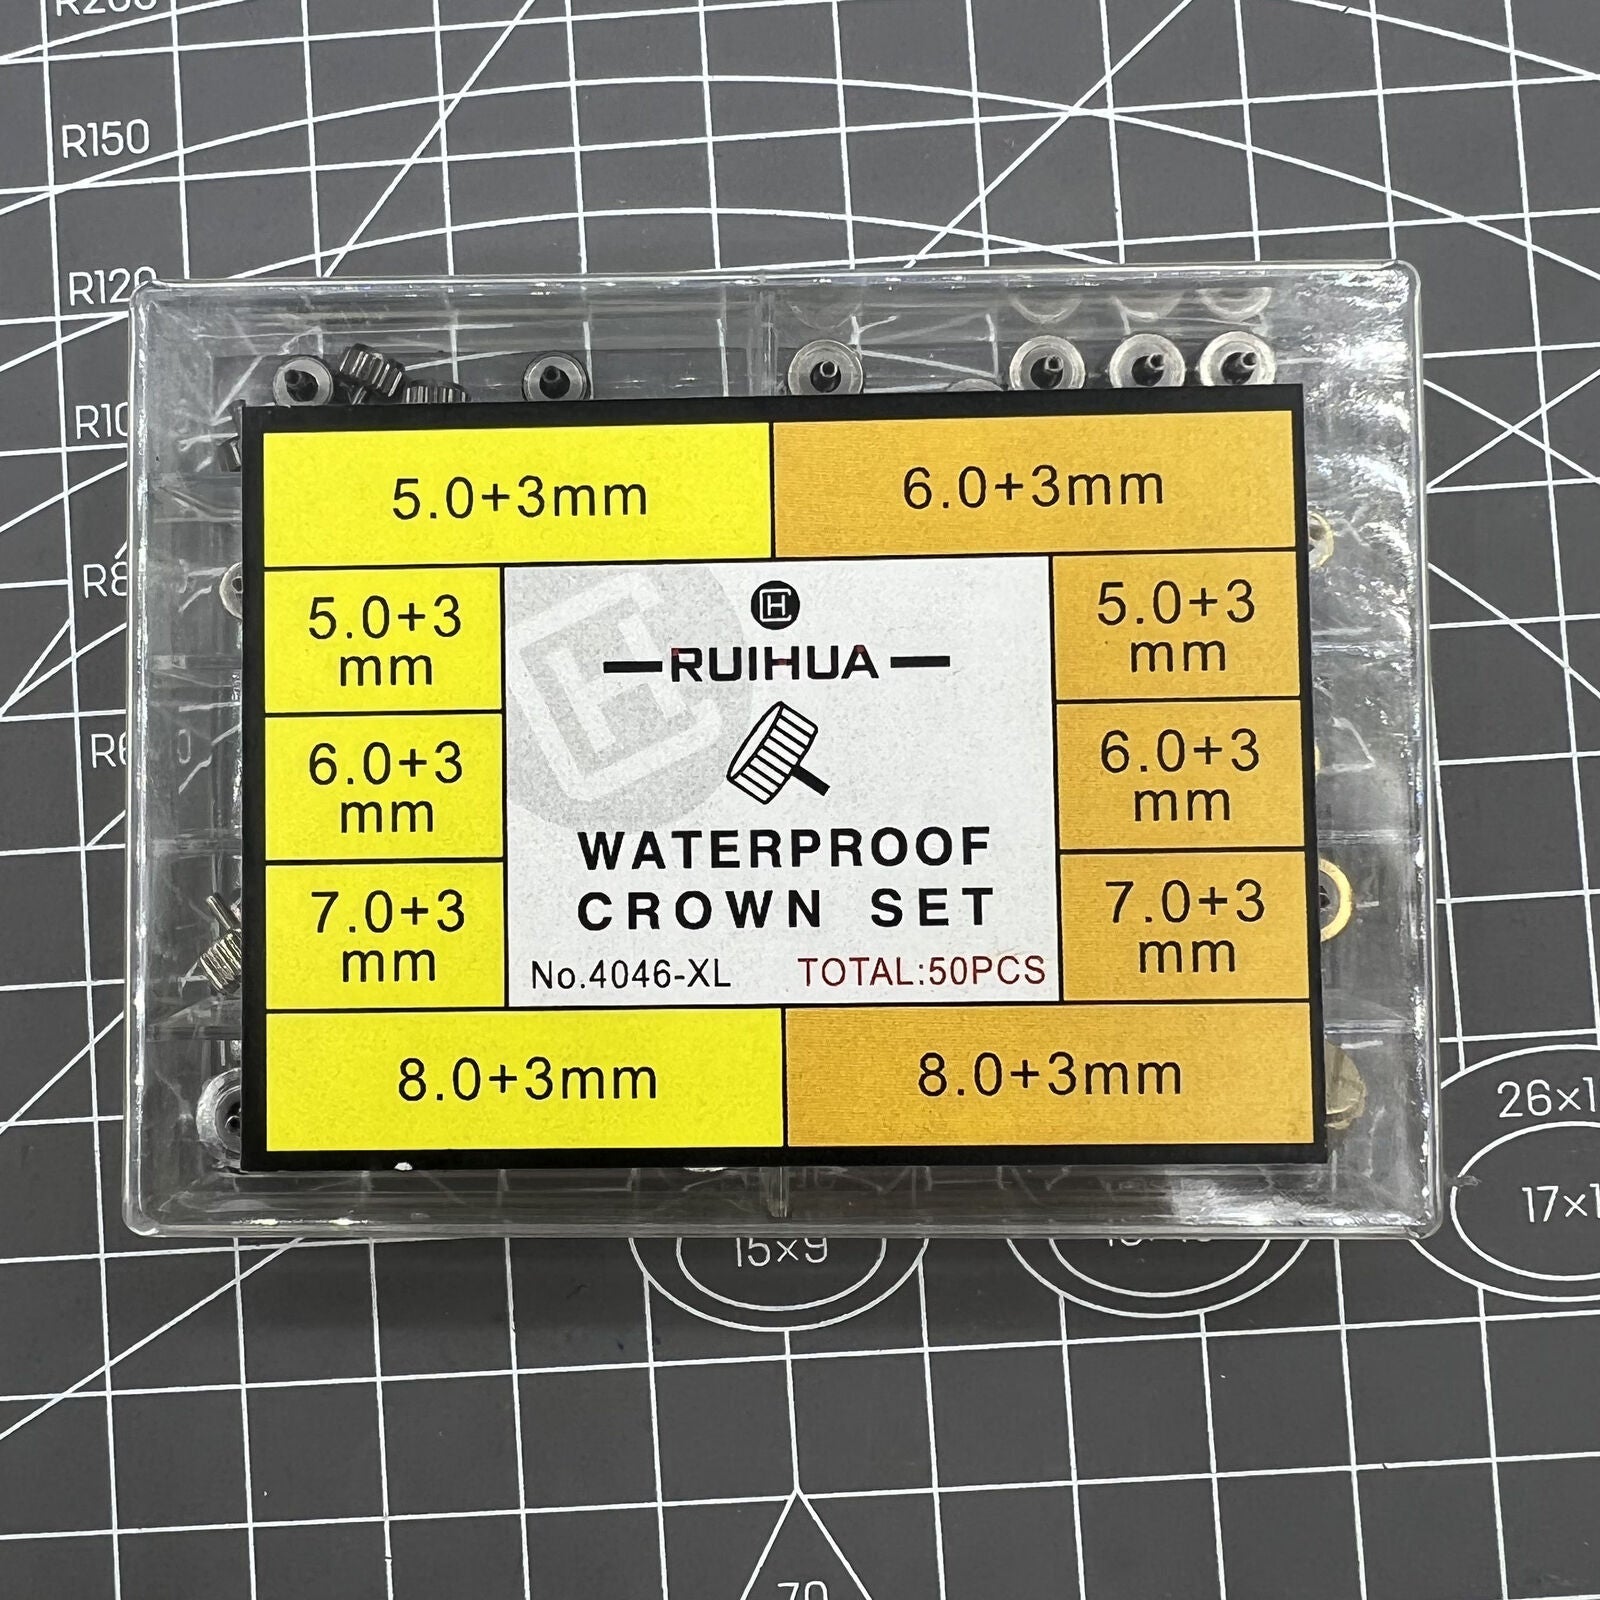 R150
R120
5.0+3mm
6.0+3mm
5.0+3
mm
5.0+3
mm
RUIHUA
6.0+3
mm
6.0+3
mm
WATERPROOF
CROWN SET
7.0+3
mm
7.0+3
mm
No.4046-XL
TOTAL:50PCS
8.0+3mm
8.0+3mm
15×9
70